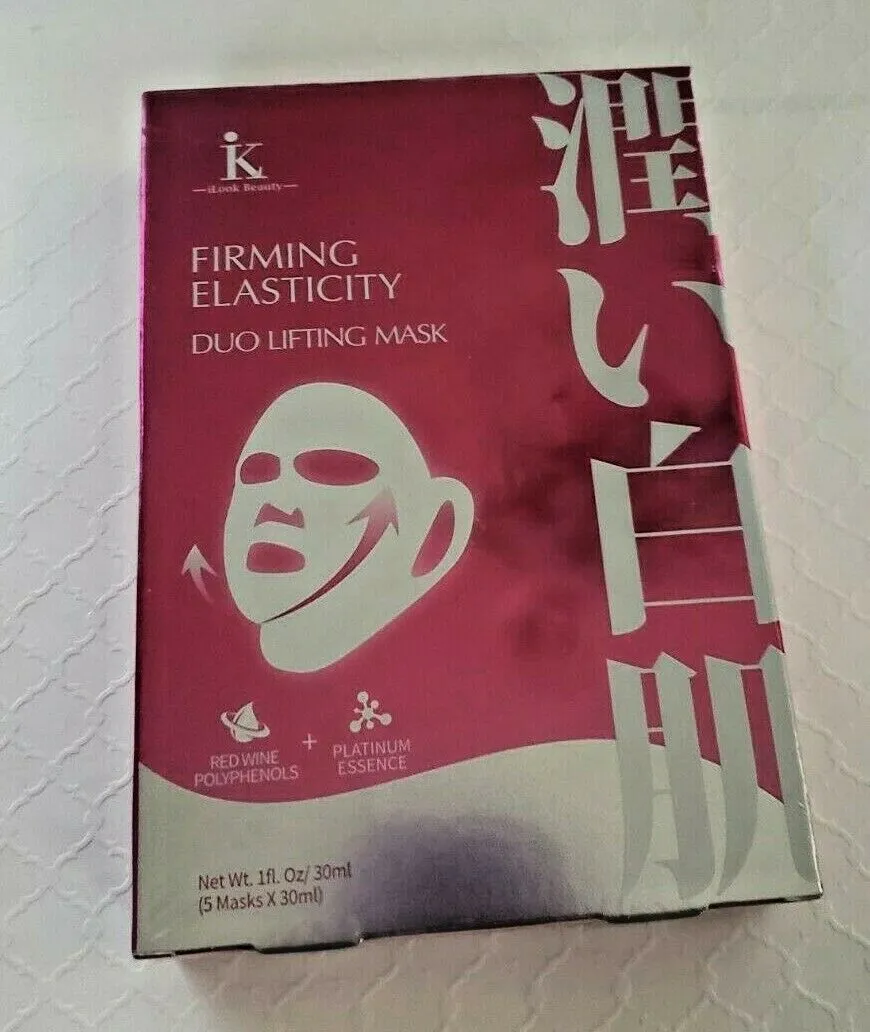 iK
iLook Beauty
FIRMING
ELASTICITY
DUO LIFTING MASK
RED WINE
POLYPHENOLS
+
PLATINUM
ESSENCE
Net Wt. 1fl. Oz/ 30ml
(5 Masks X 30ml)
潤い白肌